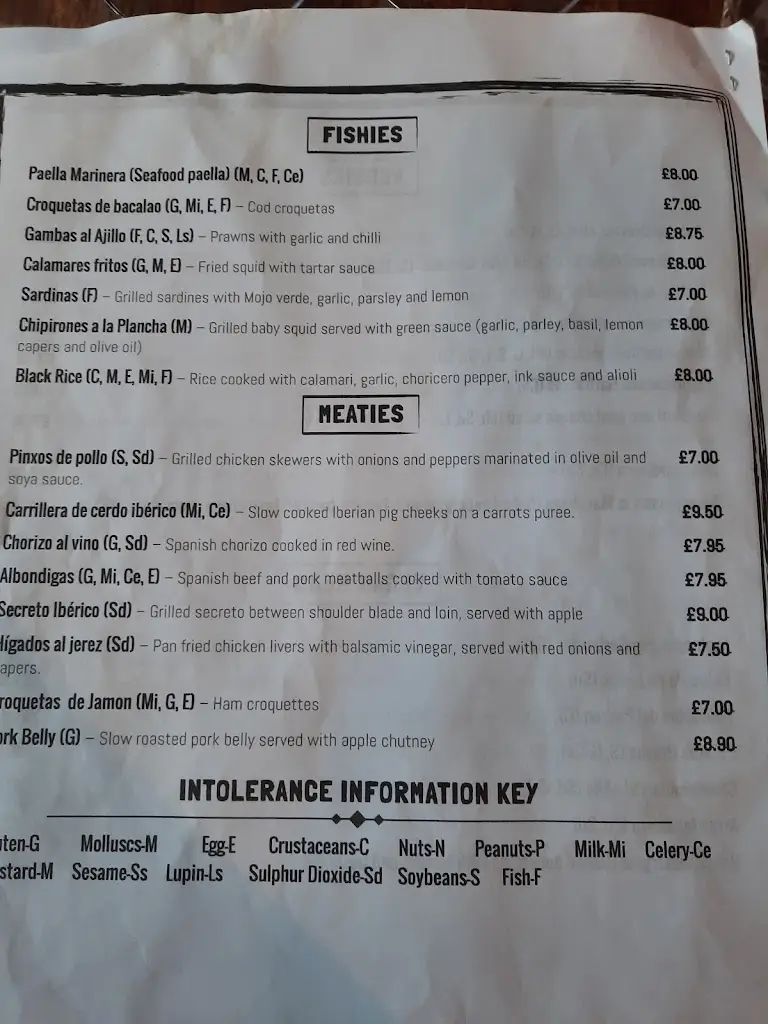 FISHIES
Paella Marinera (Seafood paella) (M, C, F, Ce) £8.00
Croquetas de bacalao (G, Mi, E, F) – Cod croquetas £7.00
Gambas al Ajillo (F, C, S, Ls) – Prawns with garlic and chilli £8.75
Calamares fritos (G, M, E) – Fried squid with tartar sauce £8.00
Sardinas (F) – Grilled sardines with Mojo verde, garlic, parsley and lemon £7.00
Chipirones a la Plancha (M) – Grilled baby squid served with green sauce (garlic, parley, basil, lemon £8.00
capers and olive oil)
Black Rice (C, M, E, Mi, F) – Rice cooked with calamari, garlic, choricero pepper, ink sauce and alioli £8.00
MEATIES
Pinxos de pollo (S, Sd) – Grilled chicken skewers with onions and peppers marinated in olive oil and £7.00
soya sauce.
Carrillera de cerdo ibérico (Mi, Ce) – Slow cooked Iberian pig cheeks on a carrots puree. £9.50
Chorizo al vino (G, Sd) – Spanish chorizo cooked in red wine. £7.95
Albondigas (G, Mi, Ce, E) – Spanish beef and pork meatballs cooked with tomato sauce £7.95
Secreto Ibérico (Sd) – Grilled secreto between shoulder blade and loin, served with apple £9.00
lígados al jerez (Sd) – Pan fried chicken livers with balsamic vinegar, served with red onions and £7.50
apers.
roquetas de Jamon (Mi, G, E) – Ham croquettes £7.00
ork Belly (G) – Slow roasted pork belly served with apple chutney £8.90
INTOLERANCE INFORMATION KEY
uten-G Molluscs-M Egg-E Crustaceans-C Nuts-N Peanuts-P Milk-Mi Celery-Ce
stard-M Sesame-Ss Lupin-Ls Sulphur Dioxide-Sd Soybeans-S Fish-F